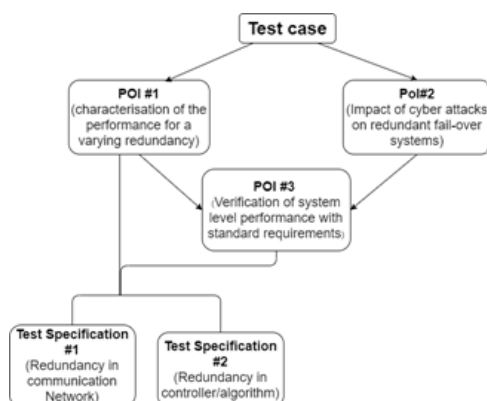 Test case
POI #1
(characterisation of the
performance for a
varying redundancy)
PoI#2
(Impact of cyber attacks
on redundant fail-over
systems)
POI #3
(Verification of system
level performance with
standard requirements)
Test Specification
#1
(Redundancy in
communication
Network)
Test Specification
#2
(Redundancy in
controller/algorithm)